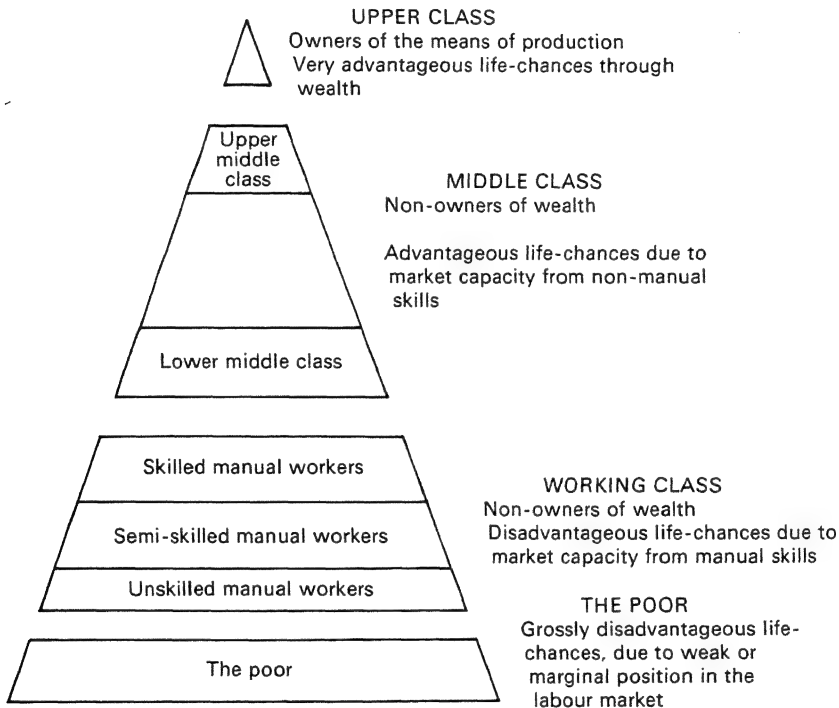 UPPER CLASS
Owners of the means of production
Very advantageous life-chances through
wealth
Upper
middle
class
MIDDLE CLASS
Non-owners of wealth
Advantageous life-chances due to
market capacity from non-manual
skills
Lower middle class
Skilled manual workers
WORKING CLASS
Non-owners of wealth
Disadvantageous life-chances due to
market capacity from manual skills
Semi-skilled manual workers
Unskilled manual workers
THE POOR
Grossly disadvantageous life-
chances, due to weak or
marginal position in the
labour market
The poor